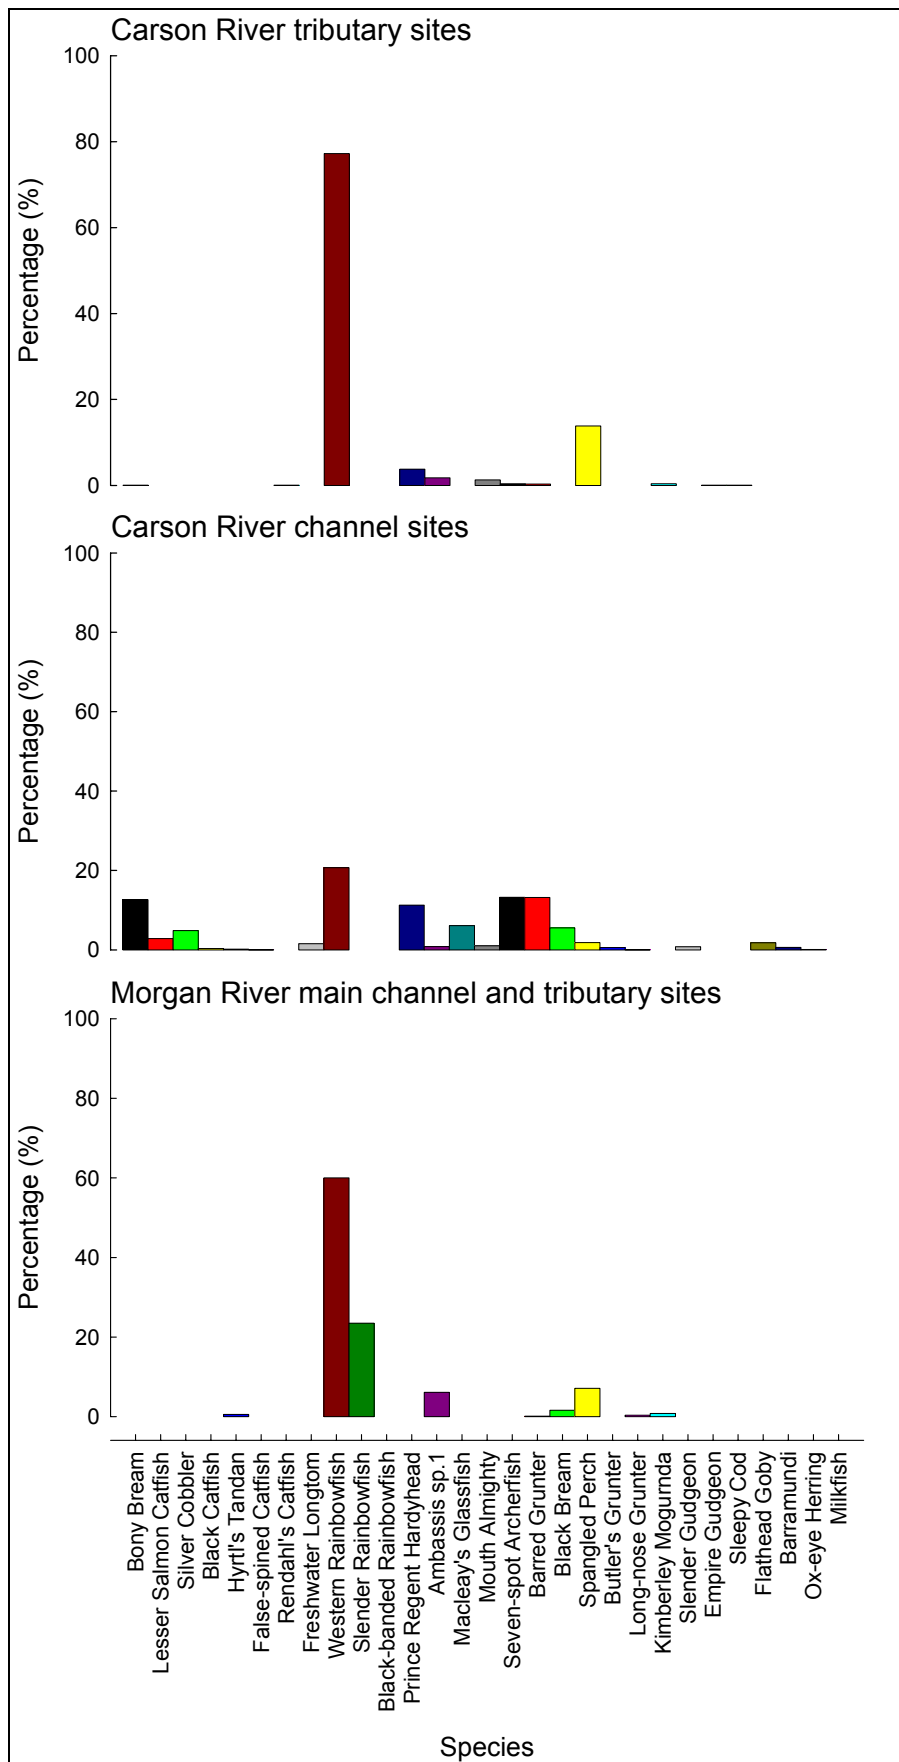 Carson River tributary sites
100
80
60
40
20
0
Percentage (%)
Carson River channel sites
100
80
60
40
20
0
Percentage (%)
Morgan River main channel and tributary sites
100
80
60
40
20
0
Percentage (%)
Bony Bream
Lesser Salmon Catfish
Silver Cobbler
Black Catfish
Hyrtl's Tandan
False-spined Catfish
Rendahl's Catfish
Freshwater Longtom
Western Rainbowfish
Slender Rainbowfish
Black-banded Rainbowfish
Prince Regent Hardyhead
Ambassis sp.1
Macleay's Glassfish
Mouth Almighty
Seven-spot Archerfish
Barred Grunter
Black Bream
Spangled Perch
Butler's Grunter
Long-nose Grunter
Kimberley Mogurnda
Slender Gudgeon
Empire Gudgeon
Sleepy Cod
Flathead Goby
Barramundi
Ox-eye Herring
Milkfish
Species